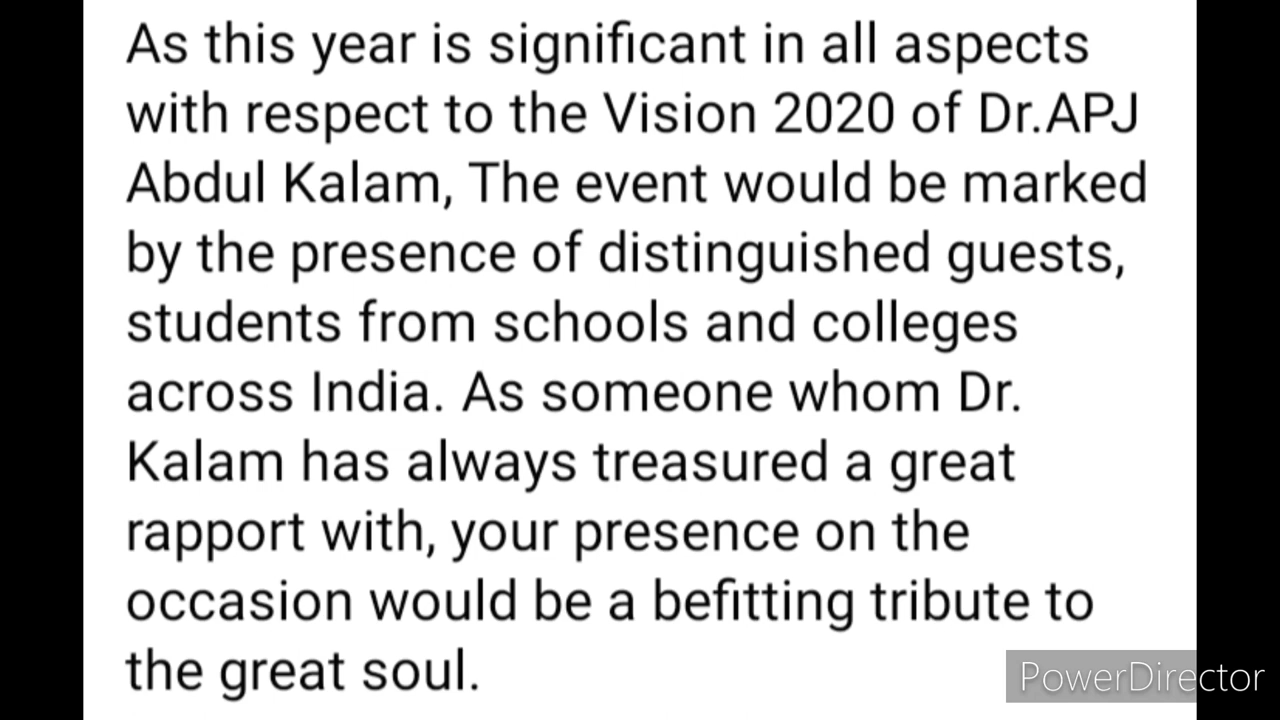 As this year is significant in all aspects
with respect to the Vision 2020 of Dr.APJ
Abdul Kalam, The event would be marked
by the presence of distinguished guests,
students from schools and colleges
across India. As someone whom Dr.
Kalam has always treasured a great
rapport with, your presence on the
occasion would be a befitting tribute to
the great soul.
PowerDirector